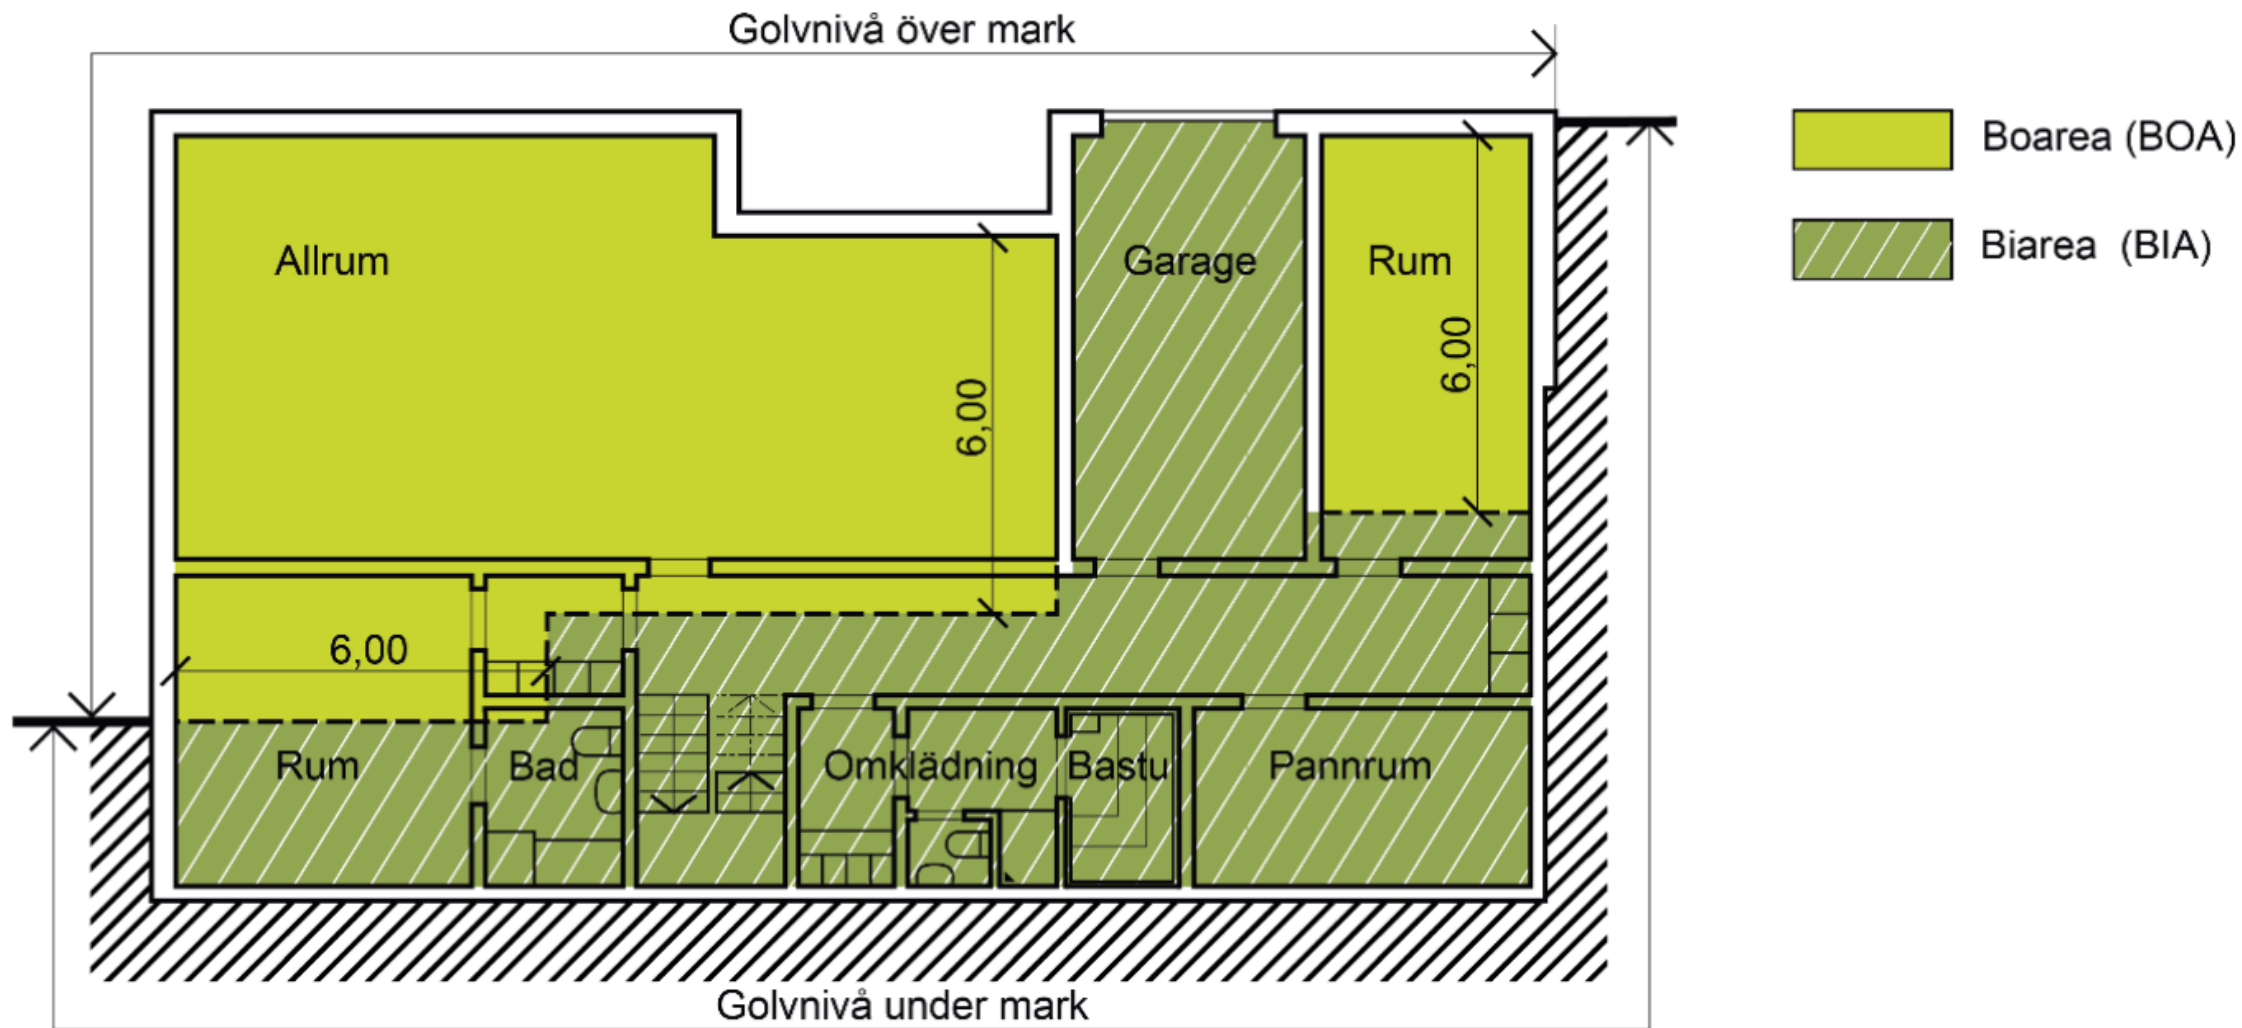 Golvnivå över mark
Boarea (BOA)
Biarea (BIA)
Allrum
Garage
Rum
6,00
6,00
6,00
Rum
Bad
Omklädning
Bastu
Pannrum
Golvnivå under mark